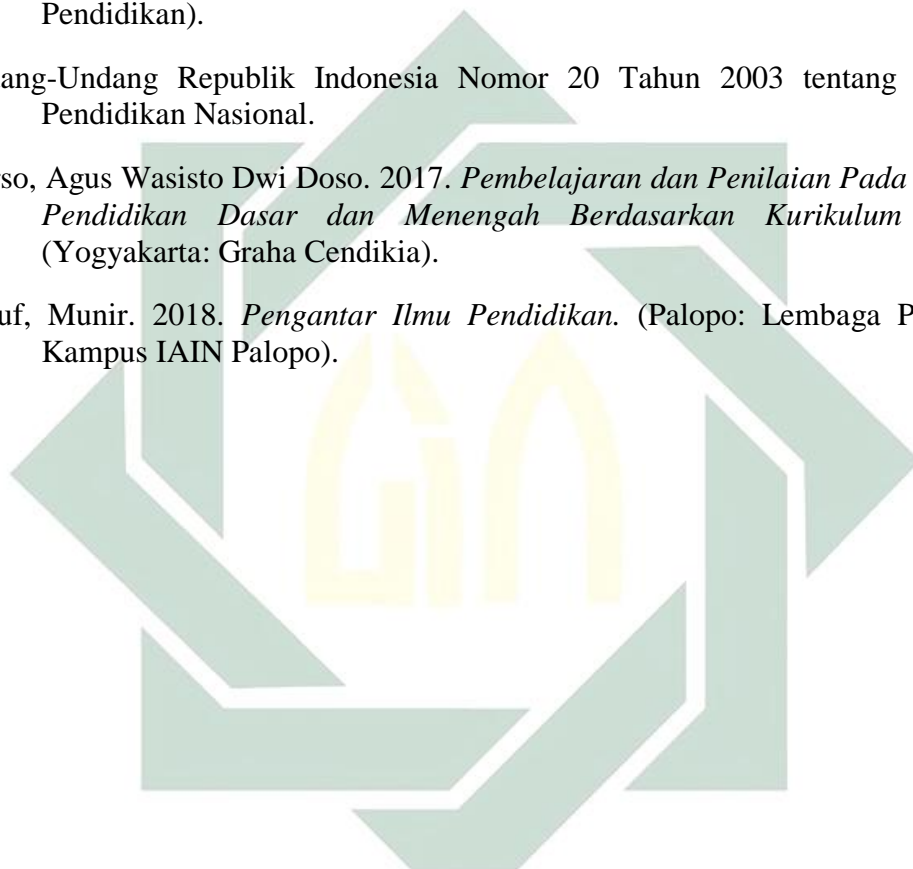 Pendidikan).
ang-Undang Republik Indonesia Nomor 20 Tahun 2003 tentang
Pendidikan Nasional.
so, Agus Wasisto Dwi Doso. 2017. Pembelajaran dan Penilaian Pada
Pendidikan Dasar dan Menengah Berdasarkan Kurikulum
(Yogyakarta: Graha Cendikia).
uf, Munir. 2018. Pengantar Ilmu Pendidikan. (Palopo: Lembaga P
Kampus IAIN Palopo).